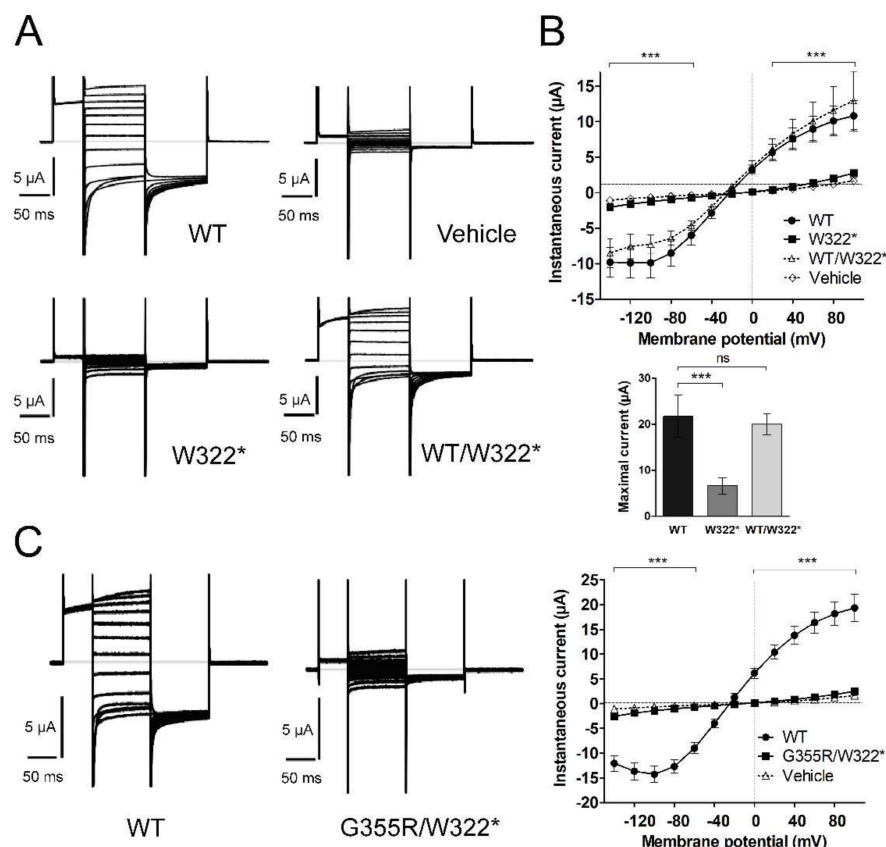 A
5 µA
50 ms
WT
5 µA
50 ms
Vehicle
5 µA
50 ms
W322*
5 µA
50 ms
WT/W322*
B
***
***
Instantaneous current (µA)
15
10
5
0
-5
-10
-15
-120
-80
-40
0
40
80
Membrane potential (mV)
WT
W322*
WT/W322*
Vehicle
ns
***
Maximal current (µA)
30
20
10
0
WT
W322*
WT/W322*
C
5 µA
50 ms
WT
5 µA
50 ms
G355R/W322*
***
***
Instantaneous current (µA)
25
20
15
10
5
0
-5
-10
-15
-20
-120
-80
-40
0
40
80
Membrane potential (mV)
WT
G355R/W322*
Vehicle